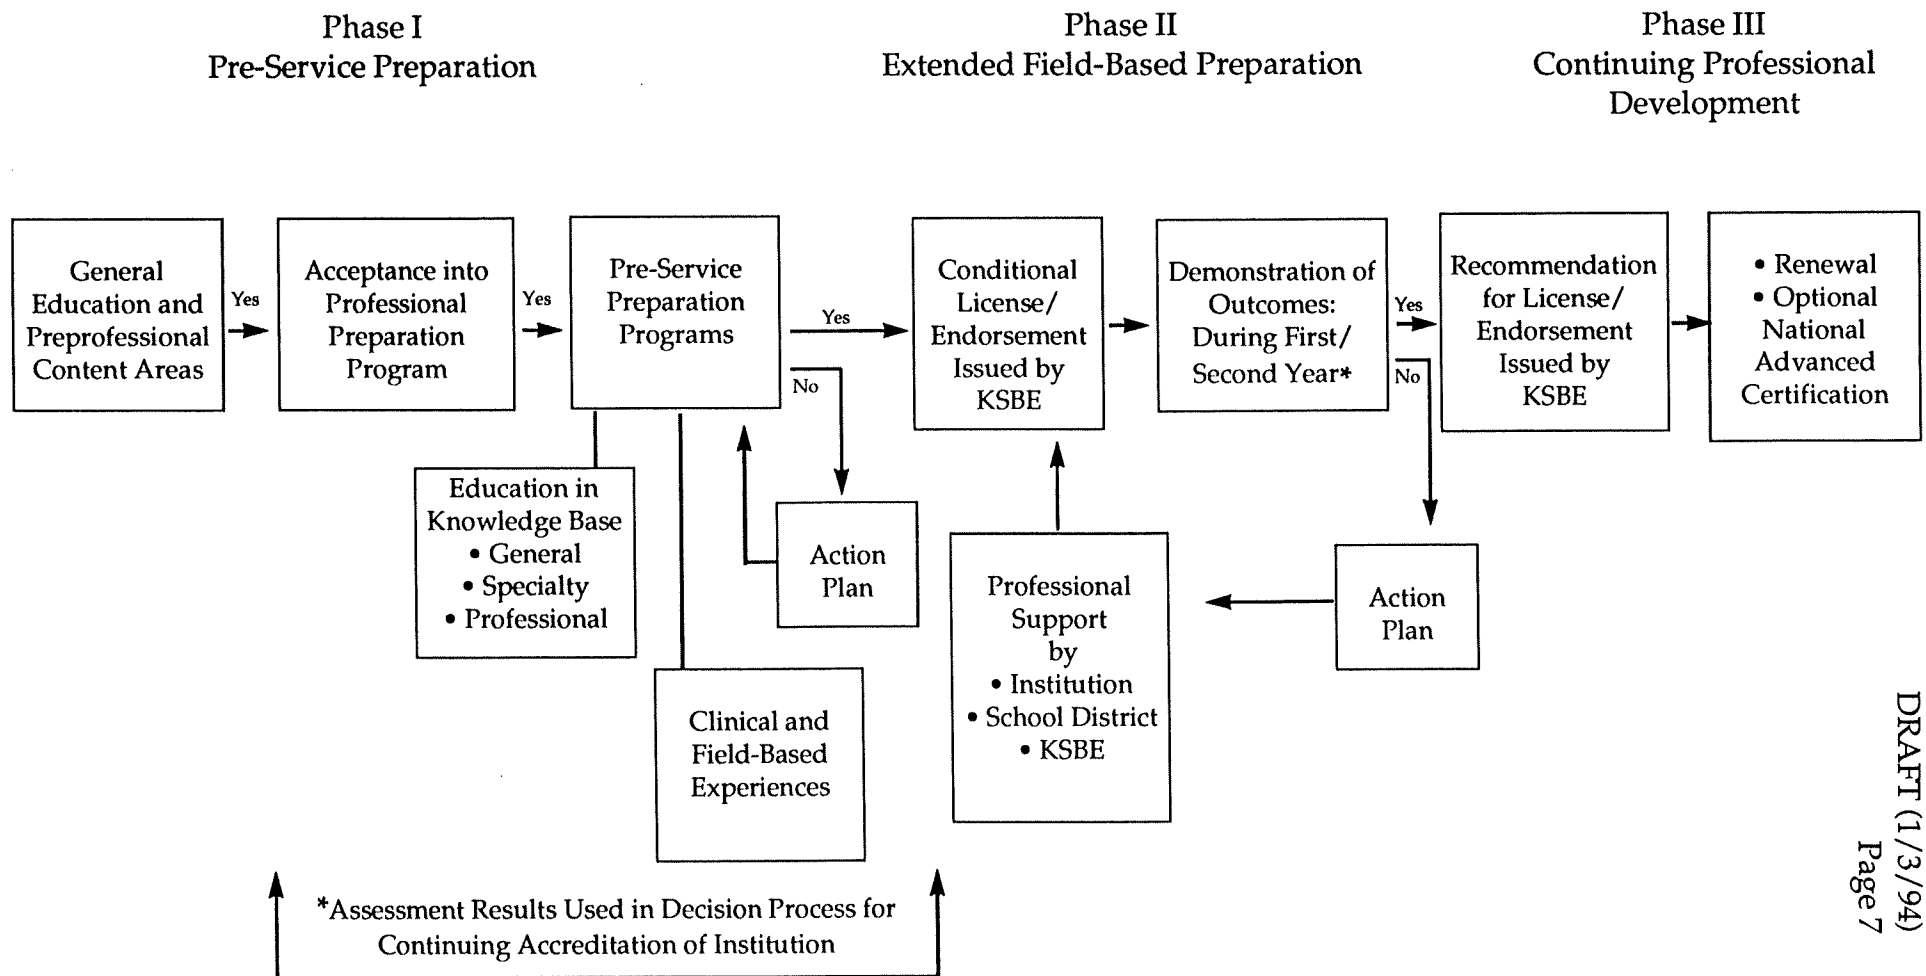 Phase I
Pre-Service Preparation
Phase II
Extended Field-Based Preparation
Phase III
Continuing Professional
Development
General
Education and
Preprofessional
Content Areas
Yes
Acceptance into
Professional
Preparation
Program
Yes
Pre-Service
Preparation
Programs
Yes
No
Conditional
License/
Endorsement
Issued by
KSBE
Demonstration of
Outcomes:
During First/
Second Year*
Yes
No
Recommendation
for License/
Endorsement
Issued by
KSBE
• Renewal
• Optional
National
Advanced
Certification
Education in
Knowledge Base
• General
• Specialty
• Professional
Action
Plan
Clinical and
Field-Based
Experiences
Professional
Support
by
• Institution
• School District
• KSBE
Action
Plan
*Assessment Results Used in Decision Process for
Continuing Accreditation of Institution
DRAFT (1/3/94)
Page 7